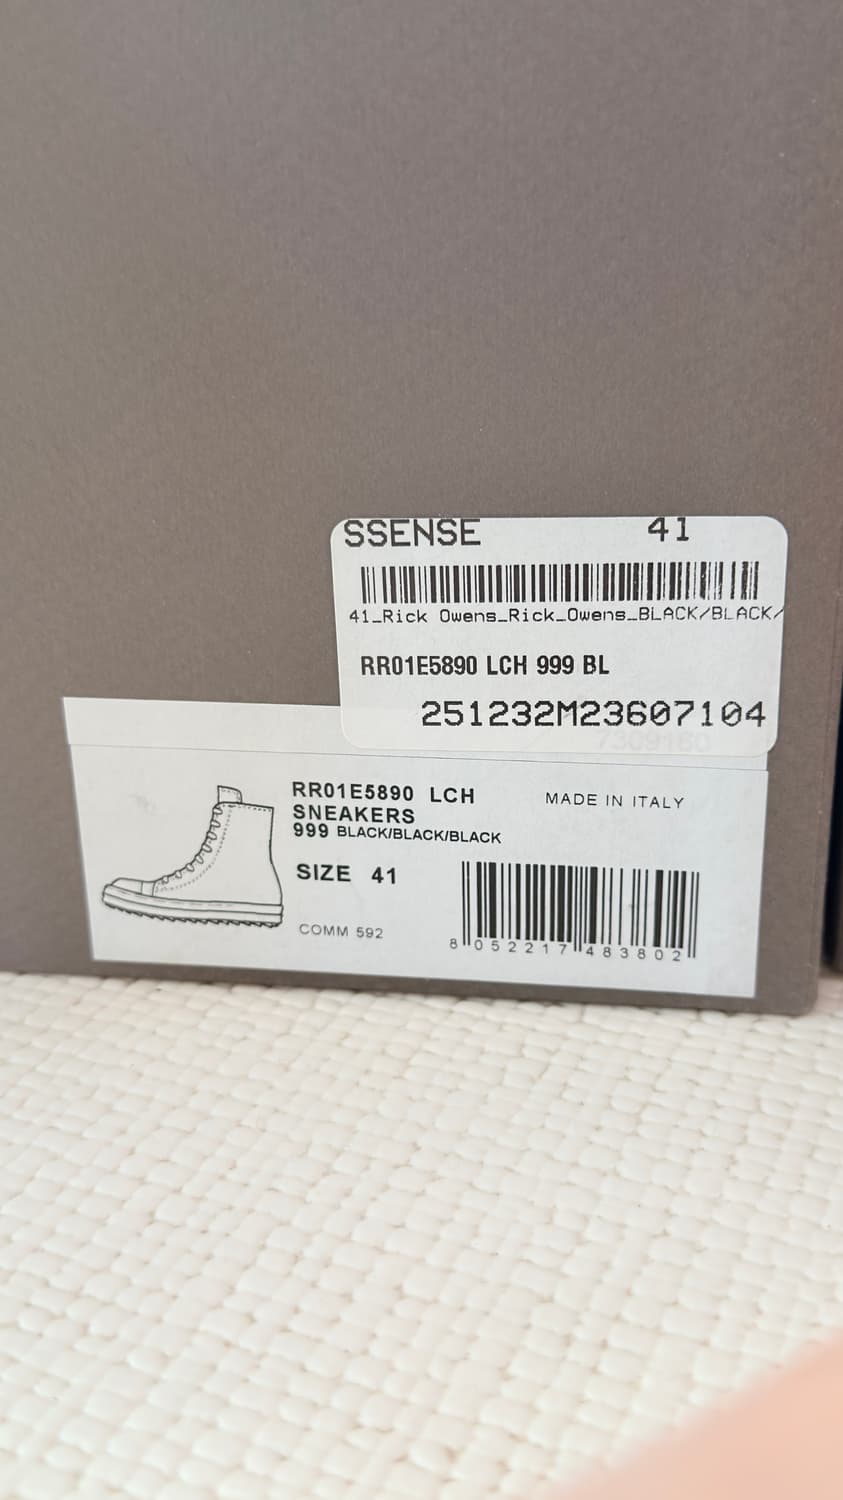 SSENSE 41
41_Rick Owens_Rick_Owens_BLACK/BLACK/
RR01E5890 LCH 999 BL
251232M23607104
7309160
RR01E5890 LCH
SNEAKERS
999 BLACK/BLACK/BLACK
MADE IN ITALY
SIZE 41
COMM 592
8 052217 483802